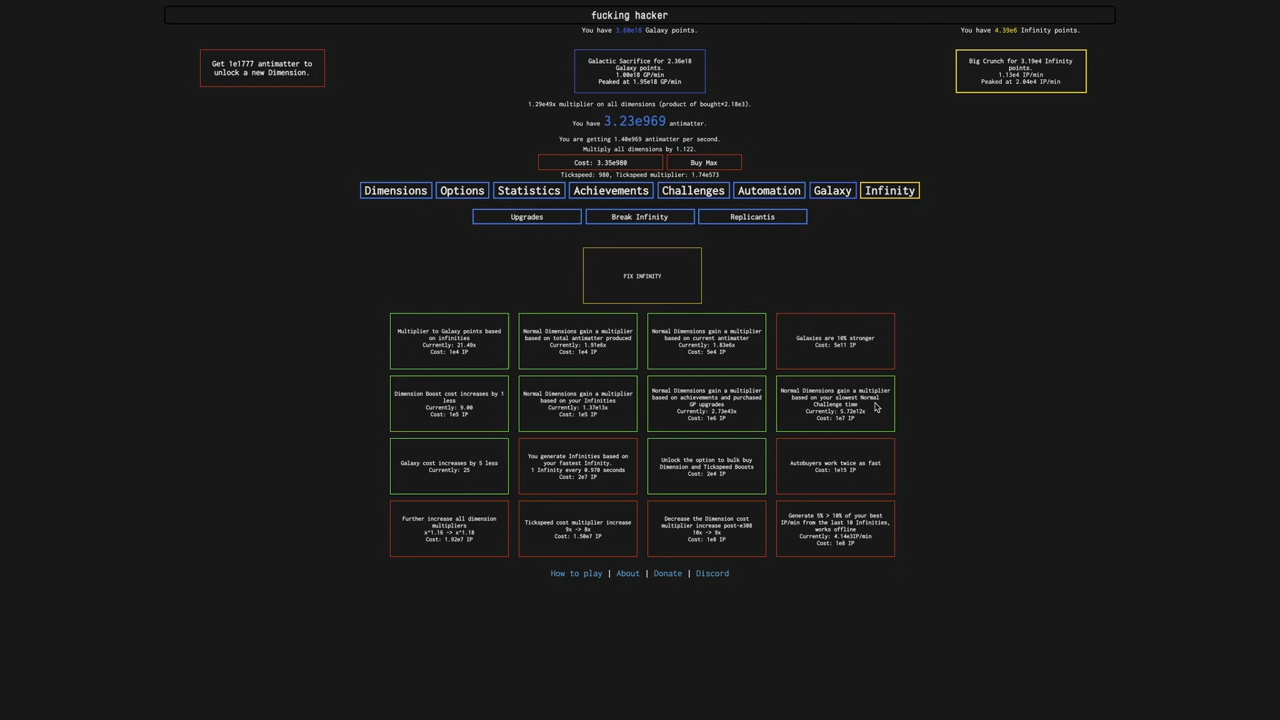 fucking hacker
You have 3.60e18 Galaxy points.
You have 4.39e6 Infinity points.
Get 1e1777 antimatter to
unlock a new Dimension.
Galactic Sacrifice for 2.36e18
Galaxy points.
1.00e18 GP/min
Peaked at 1.95e18 GP/min
Big Crunch for 3.19e4 Infinity
points.
1.13e4 IP/min
Peaked at 2.04e4 IP/min
1.29e49x multiplier on all dimensions (product of bought*2.18e3).
You have 3.23e969 antimatter.
You are getting 1.40e969 antimatter per second.
Multiply all dimensions by 1.122.
Cost: 3.35e980
Buy Max
Tickspeed: 980, Tickspeed multiplier: 1.74e573
Dimensions
Options
Statistics
Achievements
Challenges
Automation
Galaxy
Infinity
Upgrades
Break Infinity
Replicantis
FIX INFINITY
Multiplier to Galaxy points based
on infinities
Currently: 21.49x
Cost: 1e4 IP
Normal Dimensions gain a multiplier
based on total antimatter produced
Currently: 1.91e6x
Cost: 1e4 IP
Normal Dimensions gain a multiplier
based on current antimatter
Currently: 1.83e6x
Cost: 5e4 IP
Galaxies are 10% stronger
Cost: 5e11 IP
Dimension Boost cost increases by 1
less
Currently: 9.00
Cost: 1e5 IP
Normal Dimensions gain a multiplier
based on your Infinities
Currently: 1.37e13x
Cost: 1e5 IP
Normal Dimensions gain a multiplier
based on achievements and purchased
GP upgrades
Currently: 2.73e43x
Cost: 1e6 IP
Normal Dimensions gain a multiplier
based on your slowest Normal
Challenge time
Currently: 5.72e12x
Cost: 1e7 IP
Galaxy cost increases by 5 less
Currently: 25
You generate Infinities based on
your fastest Infinity.
1 Infinity every 0.970 seconds
Cost: 2e7 IP
Unlock the option to bulk buy
Dimension and Tickspeed Boosts
Cost: 2e4 IP
Autobuyers work twice as fast
Cost: 1e15 IP
Further increase all dimension
multipliers
x^1.16 -> x^1.18
Cost: 1.92e7 IP
Tickspeed cost multiplier increase
9x -> 8x
Cost: 1.50e7 IP
Decrease the Dimension cost
multiplier increase post-e308
10x -> 9x
Cost: 1e8 IP
Generate 5% > 10% of your best
IP/min from the last 10 Infinities,
works offline
Currently: 4.14e3IP/min
Cost: 1e8 IP
How to play | About | Donate | Discord